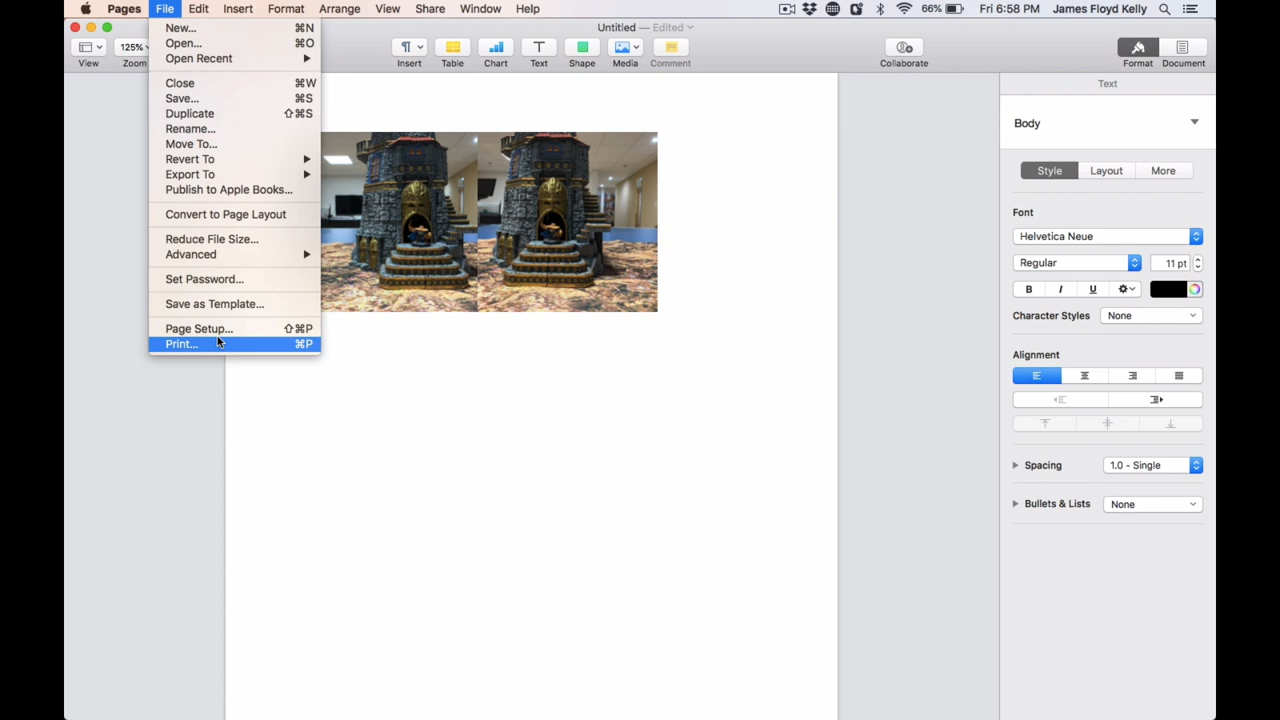 Pages File Edit Insert Format Arrange View Share Window Help 66% Fri 6:58 PM James Floyd Kelly
Untitled — Edited
125%
View Zoom Insert Table Chart Text Shape Media Comment Collaborate Format Document
New... ⌘N
Open... ⌘O
Open Recent
Close ⌘W
Save... ⌘S
Duplicate ⇧⌘S
Rename...
Move To...
Revert To
Export To
Publish to Apple Books...
Convert to Page Layout
Reduce File Size...
Advanced
Set Password...
Save as Template...
Page Setup... ⇧⌘P
Print... ⌘P
Text
Body
Style Layout More
Font
Helvetica Neue
Regular 11 pt
B I U
Character Styles None
Alignment
Spacing 1.0 - Single
Bullets & Lists None